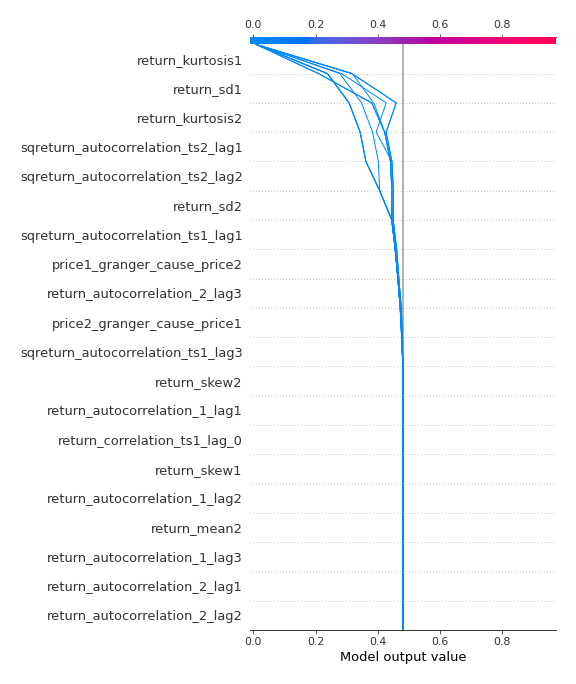 0.0 0.2 0.4 0.6 0.8
return_kurtosis1
return_sd1
return_kurtosis2
sqreturn_autocorrelation_ts2_lag1
sqreturn_autocorrelation_ts2_lag2
return_sd2
sqreturn_autocorrelation_ts1_lag1
price1_granger_cause_price2
return_autocorrelation_2_lag3
price2_granger_cause_price1
sqreturn_autocorrelation_ts1_lag3
return_skew2
return_autocorrelation_1_lag1
return_correlation_ts1_lag_0
return_skew1
return_autocorrelation_1_lag2
return_mean2
return_autocorrelation_1_lag3
return_autocorrelation_2_lag1
return_autocorrelation_2_lag2
0.0 0.2 0.4 0.6 0.8
Model output value